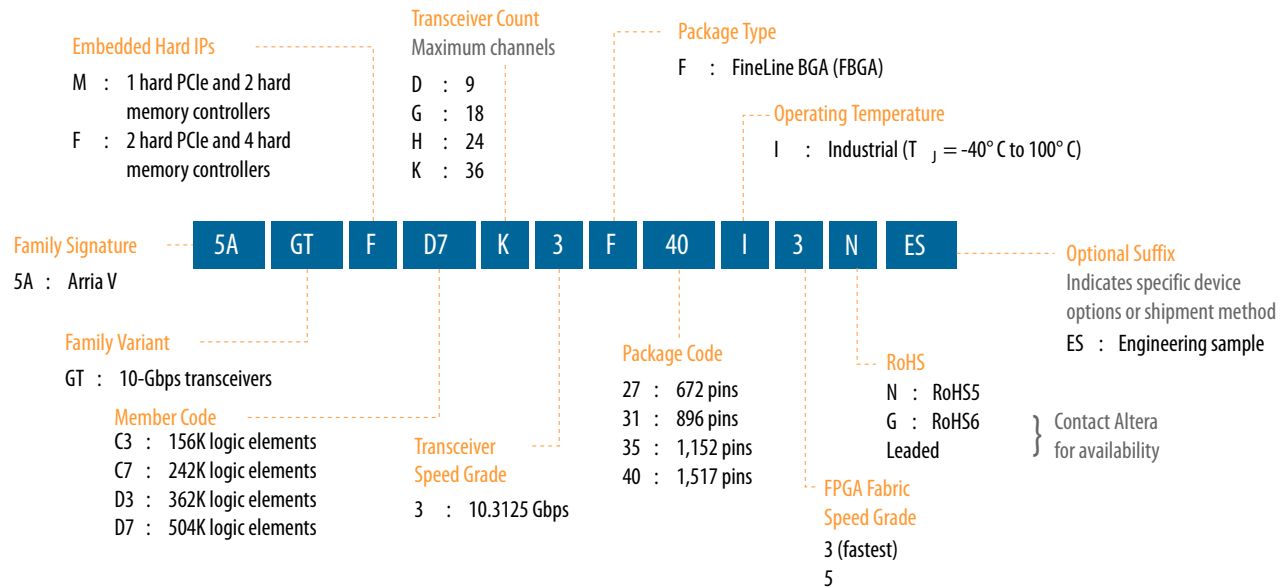 Embedded Hard IPs
M : 1 hard PCIe and 2 hard
memory controllers
F : 2 hard PCIe and 4 hard
memory controllers
Transceiver Count
Maximum channels
D : 9
G : 18
H : 24
K : 36
Package Type
F : FineLine BGA (FBGA)
Operating Temperature
I : Industrial (T J = -40° C to 100° C)
Family Signature
5A : Arria V
5A GT F D7 K 3 F 40 I 3 N ES
Optional Suffix
Indicates specific device
options or shipment method
ES : Engineering sample
Family Variant
GT : 10-Gbps transceivers
Member Code
C3 : 156K logic elements
C7 : 242K logic elements
D3 : 362K logic elements
D7 : 504K logic elements
Transceiver
Speed Grade
3 : 10.3125 Gbps
Package Code
27 : 672 pins
31 : 896 pins
35 : 1,152 pins
40 : 1,517 pins
RoHS
N : RoHS5
G : RoHS6
Leaded
Contact Altera
for availability
FPGA Fabric
Speed Grade
3 (fastest)
5